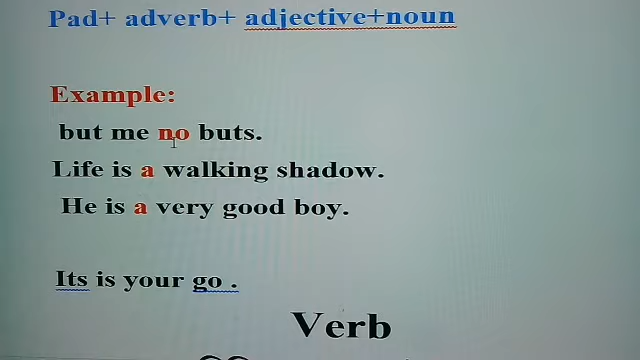 Pad+ adverb+ adjective+noun
Example:
but me no buts.
Life is a walking shadow.
He is a very good boy.
Its is your go .
Verb